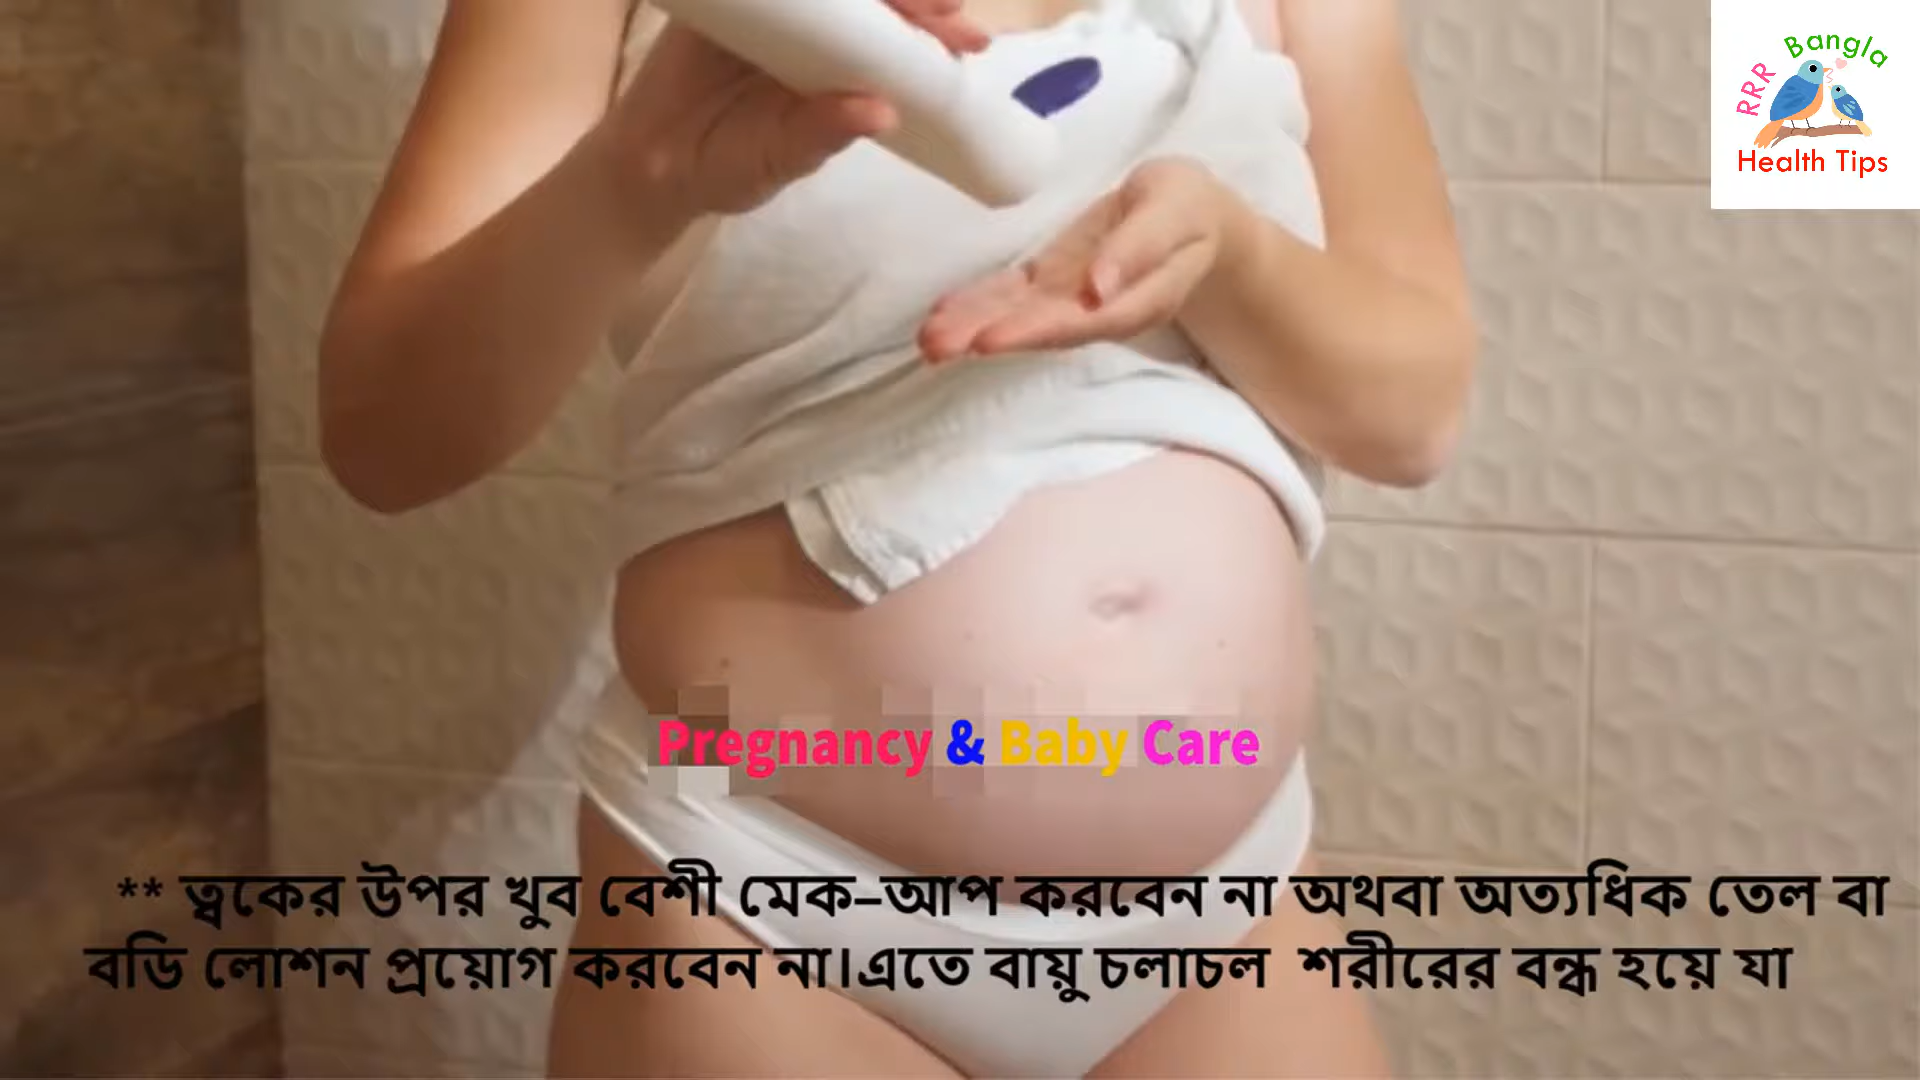 RRR Bangla
Health Tips
Pregnancy & Baby Care
** ত্বকের উপর খুব বেশী মেক–আপ করবেন না অথবা অত্যধিক তেল বা
বডি লোশন প্রয়োগ করবেন না।এতে বায়ু চলাচল শরীরের বন্ধ হয়ে যা